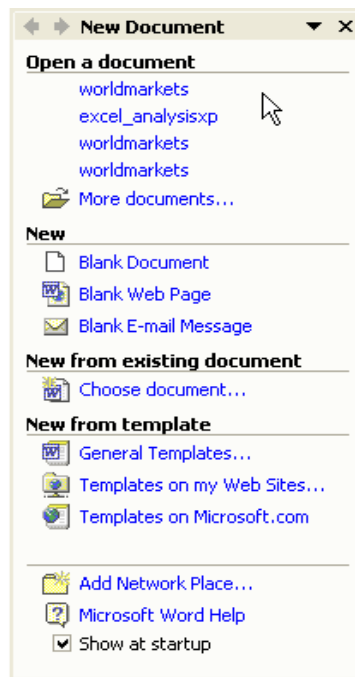 New Document
Open a document
worldmarkets
excel_analysisxp
worldmarkets
worldmarkets
More documents...
New
Blank Document
Blank Web Page
Blank E-mail Message
New from existing document
Choose document...
New from template
General Templates...
Templates on my Web Sites...
Templates on Microsoft.com
Add Network Place...
Microsoft Word Help
Show at startup